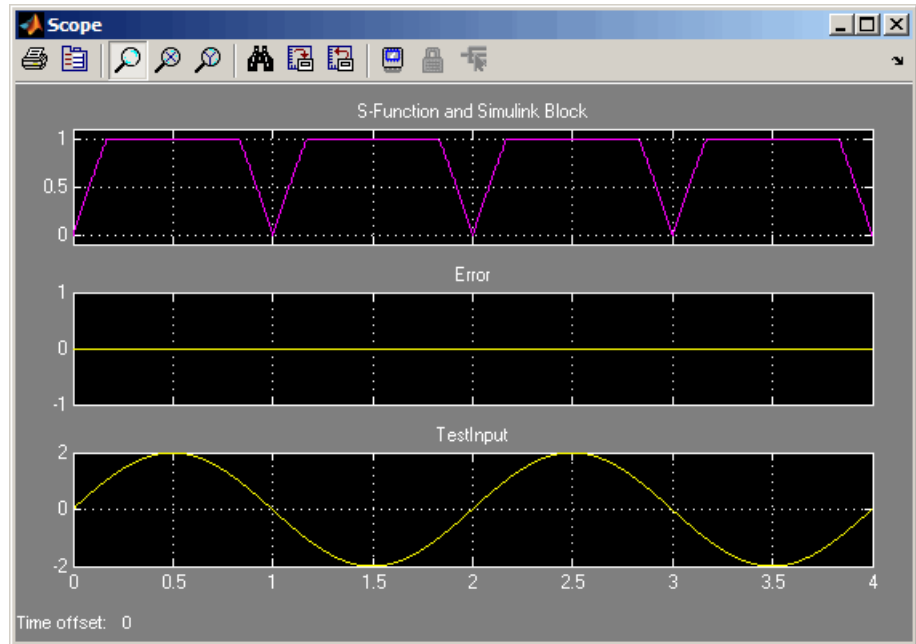 Scope
S-Function and Simulink Block
1
0.5
0
Error
1
0
-1
TestInput
2
0
-2
0 0.5 1 1.5 2 2.5 3 3.5 4
Time offset: 0